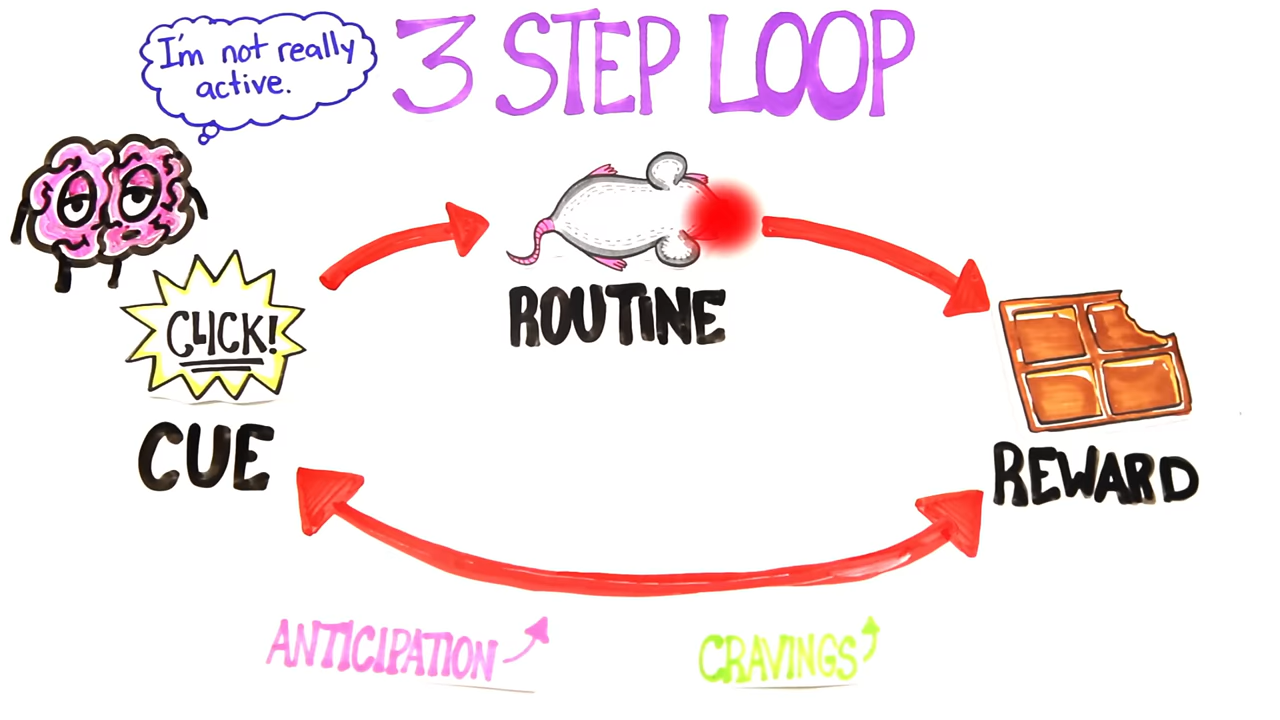 I'm not really
active.
3 STEP LOOP
CLICK!
CUE
ROUTINE
REWARD
ANTICIPATION
CRAVINGS